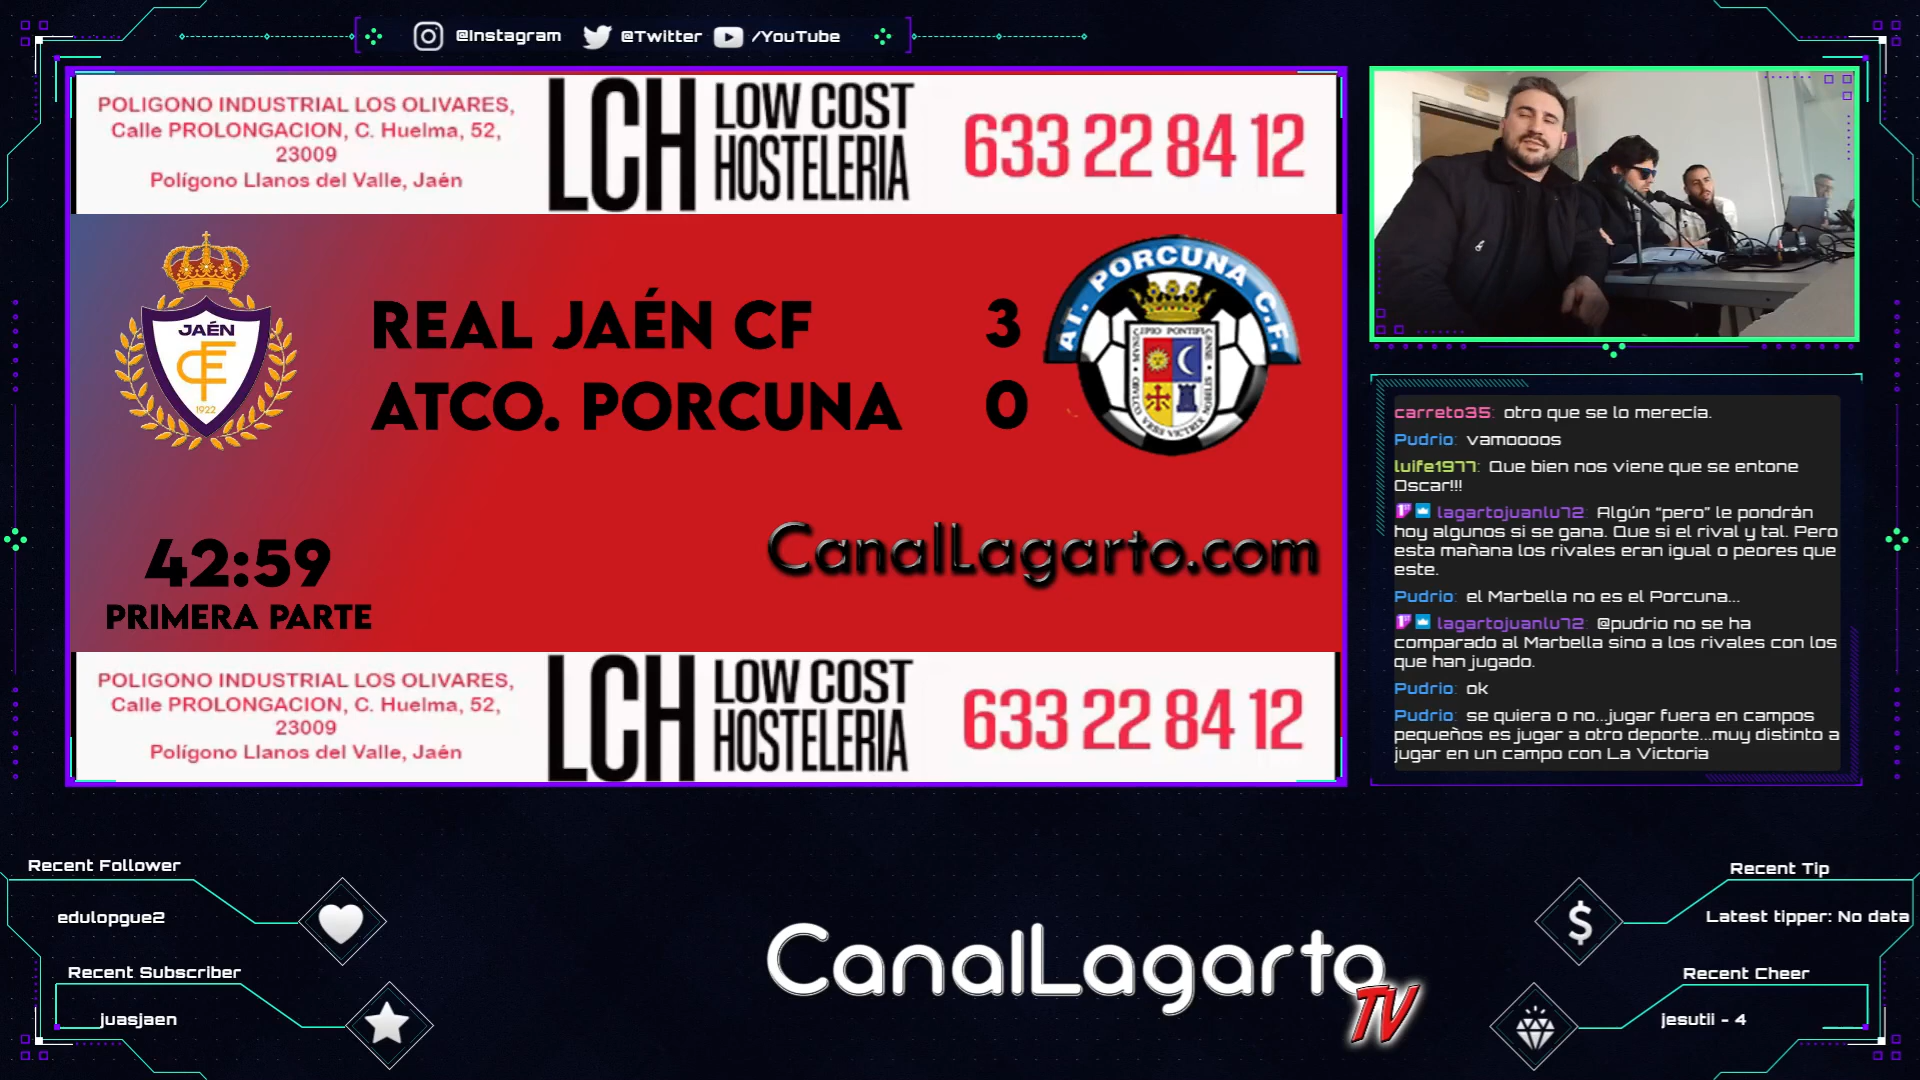 @Instagram @Twitter /YouTube
POLIGONO INDUSTRIAL LOS OLIVARES,
Calle PROLONGACION, C. Huelma, 52,
23009
Polígono Llanos del Valle, Jaén
LCH
LOW COST
HOSTELERIA
633 22 84 12
JAÉN
CF
1922
REAL JAÉN CF 3
ATCO. PORCUNA 0
AT. PORCUNA C.F.
42:59
PRIMERA PARTE
CanalLagarto.com
POLIGONO INDUSTRIAL LOS OLIVARES,
Calle PROLONGACION, C. Huelma, 52,
23009
Polígono Llanos del Valle, Jaén
LCH
LOW COST
HOSTELERIA
633 22 84 12
carreto35: otro que se lo merecía.
Pudrio: vamoooos
luife1977: Que bien nos viene que se entone
Oscar!!!
lagartojuanlu72: Algún “pero” le pondrán
hoy algunos si se gana. Que si el rival y tal. Pero
esta mañana los rivales eran igual o peores que
este.
Pudrio: el Marbella no es el Porcuna...
lagartojuanlu72: @pudrio no se ha
comparado al Marbella sino a los rivales con los
que han jugado.
Pudrio: ok
Pudrio: se quiera o no...jugar fuera en campos
pequeños es jugar a otro deporte...muy distinto a
jugar en un campo con La Victoria
Recent Follower
edulopgue2
Recent Subscriber
juasjaen
CanalLagarto
TV
Recent Tip
Latest tipper: No data
Recent Cheer
jesutii - 4